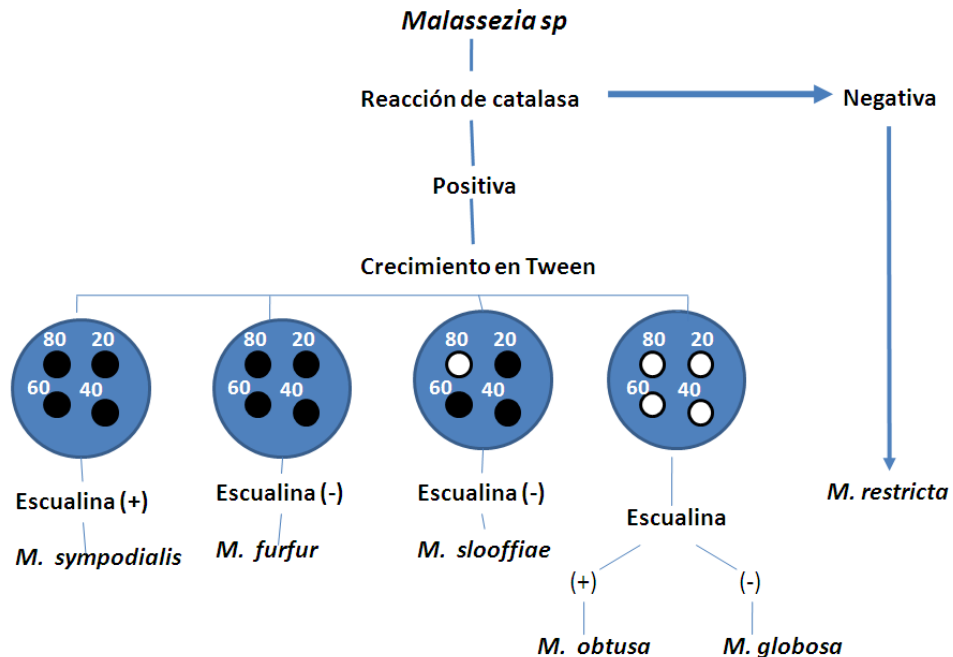 Malassezia sp
Reacción de catalasa
Negativa
Positiva
Crecimiento en Tween
80 20
60 40
80 20
60 40
80 20
60 40
80 20
60 40
Escualina (+)
M. sympodialis
Escualina (-)
M. furfur
Escualina (-)
M. slooffiae
Escualina
(+)
(-)
M. obtusa
M. globosa
M. restricta